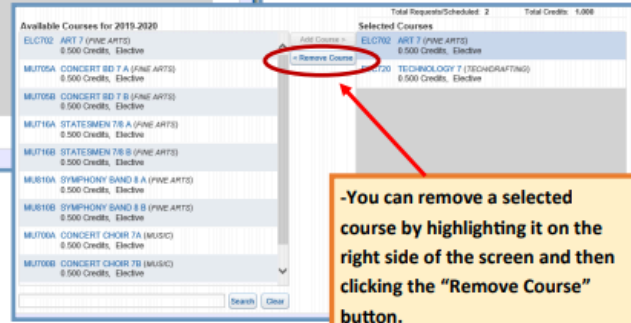 Total Requests/Scheduled: 2 Total Credits: 1.000
Available Courses for 2019-2020
Selected Courses
ELC702 ART 7 (FINE ARTS)
0.500 Credits, Elective
MU705A CONCERT BD 7 A (FINE ARTS)
0.500 Credits, Elective
MU705B CONCERT BD 7 B (FINE ARTS)
0.500 Credits, Elective
MU716A STATESMEN 7/8 A (FINE ARTS)
0.500 Credits, Elective
MU716B STATESMEN 7/8 B (FINE ARTS)
0.500 Credits, Elective
MU810A SYMPHONY BAND 8 A (FINE ARTS)
0.500 Credits, Elective
MU810B SYMPHONY BAND 8 B (FINE ARTS)
0.500 Credits, Elective
MU700A CONCERT CHOIR 7A (MUSIC)
0.500 Credits, Elective
MU700B CONCERT CHOIR 7B (MUSIC)
0.500 Credits, Elective
Search Clear
Add Course >
< Remove Course
ELC702 ART 7 (FINE ARTS)
0.500 Credits, Elective
ELC720 TECHNOLOGY 7 (TECH/DRAFTING)
0.500 Credits, Elective
-You can remove a selected
course by highlighting it on the
right side of the screen and then
clicking the “Remove Course”
button.